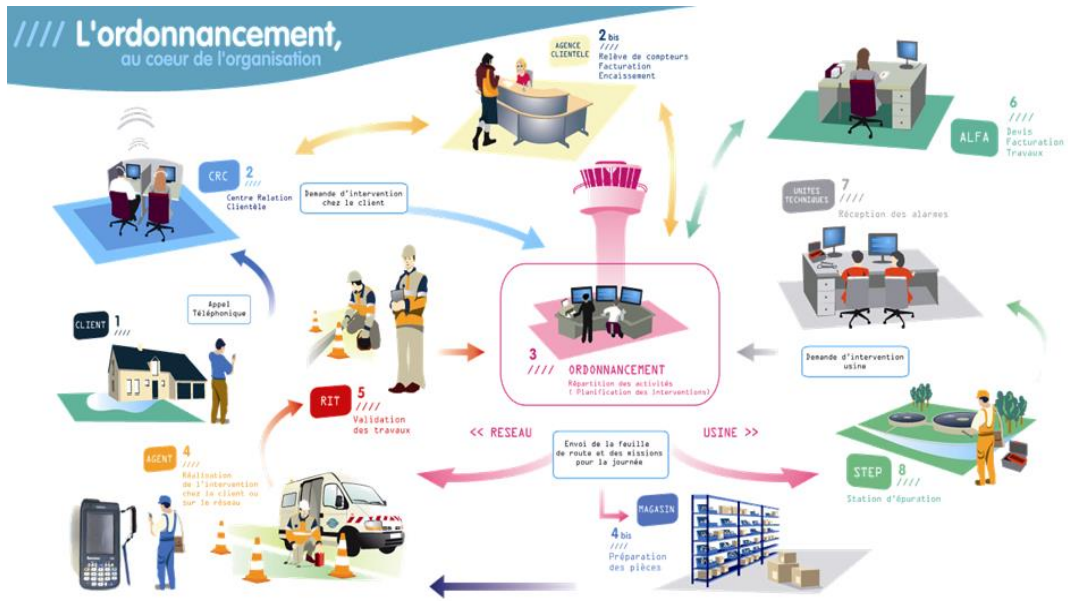 //// L'ordonnancement,
au coeur de l'organisation
AGENCE
CLIENTELE
2 bis
////
Relève de compteurs
Facturation
Encaissement
6
////
ALFA
Devis
Facturation
Travaux
CRC
2
////
Centre Relation
Clientèle
Demande d'intervention
chez le client
UNITES
TECHNIQUES
7
////
Réception des alarmes
Appel
Téléphonique
CLIENT
1
////
3
////
ORDONNANCEMENT
Répartition des activités
( Planification des interventions)
Demande d'intervention
usine
RIT
5
////
Validation
des travaux
<< RESEAU
USINE >>
Envoi de la feuille
de route et des missions
pour la journée
AGENT
4
////
Réalisation
de l'intervention
chez le client ou
sur le réseau
STEP
8
////
Station d'épuration
MAGASIN
4 bis
////
Préparation
des pièces